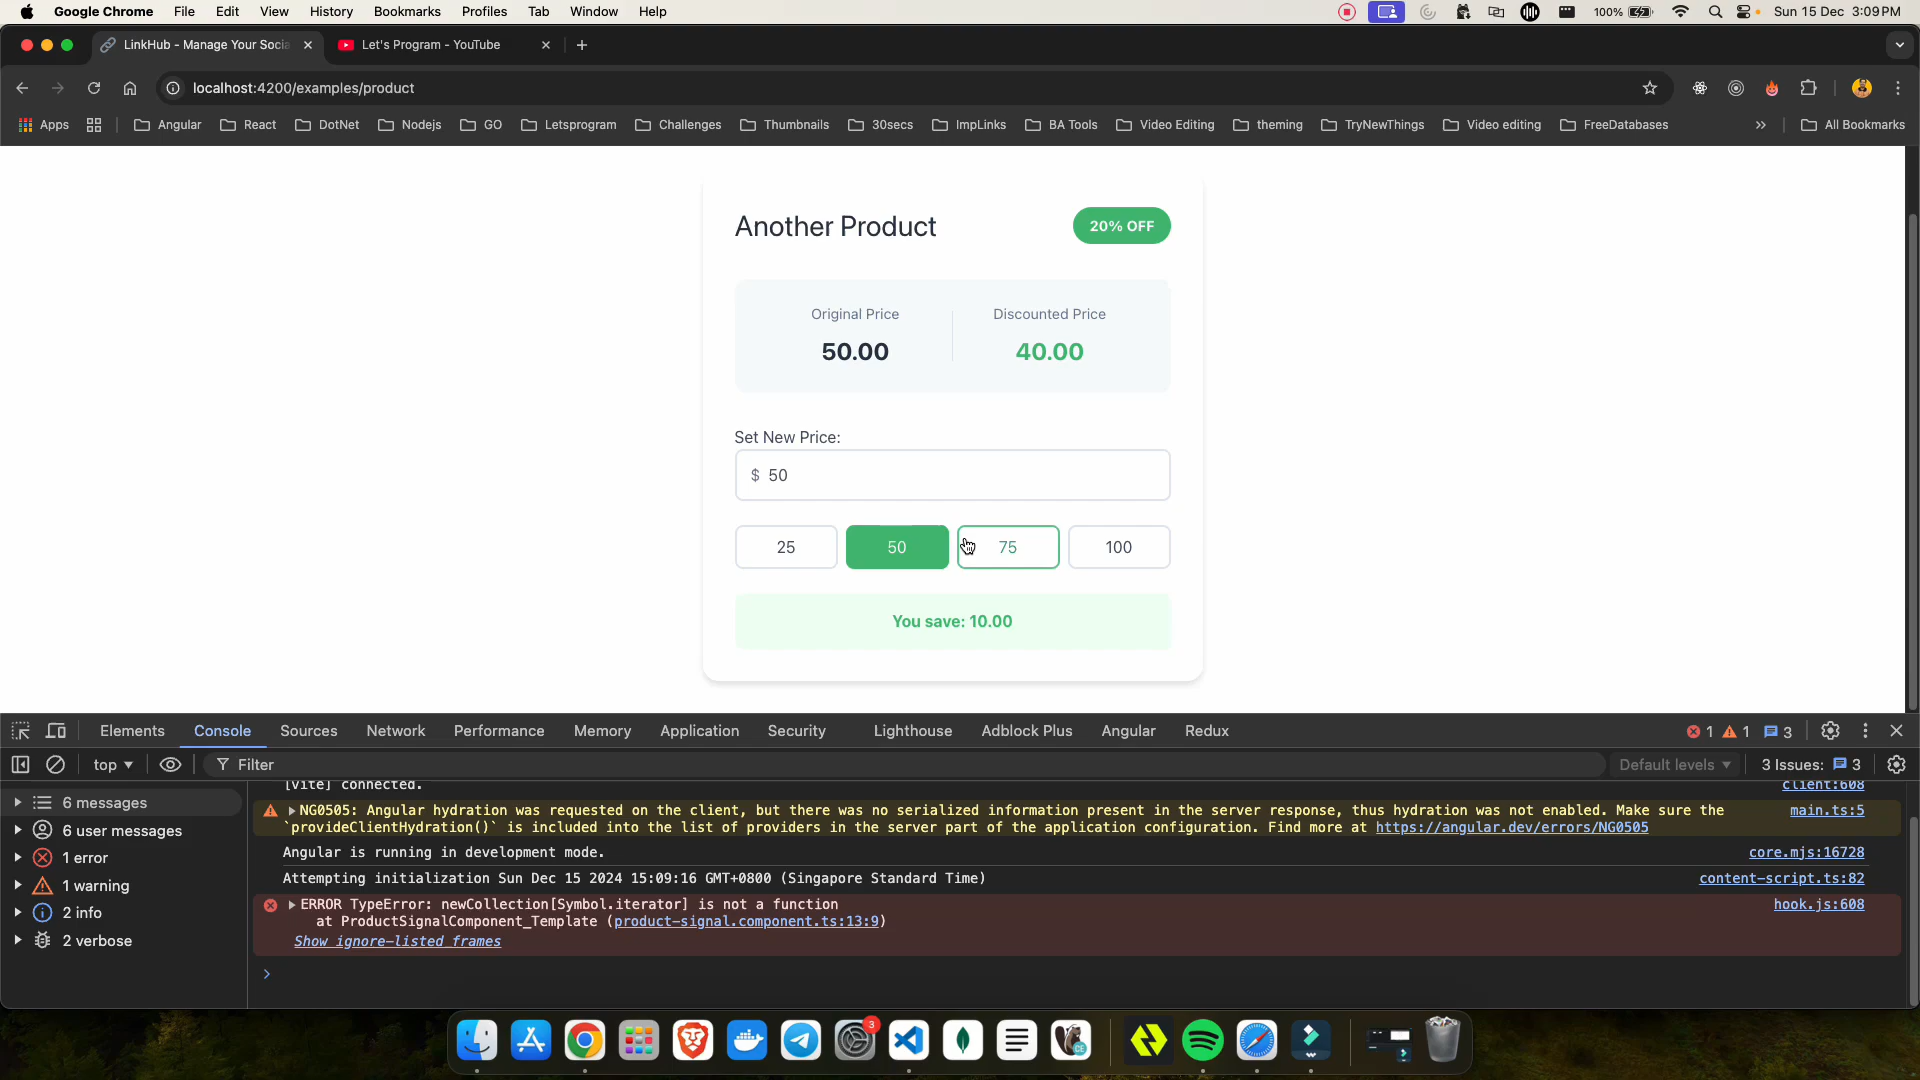 Google Chrome File Edit View History Bookmarks Profiles Tab Window Help 100% Sun 15 Dec 3:09 PM
LinkHub - Manage Your Socia Let's Program - YouTube
localhost:4200/examples/product
Apps Angular React DotNet Nodejs GO Letsprogram Challenges Thumbnails 30secs ImpLinks BA Tools Video Editing theming TryNewThings Video editing FreeDatabases » All Bookmarks
Another Product 20% OFF
Original Price Discounted Price
50.00 40.00
Set New Price:
$ 50
25 50 75 100
You save: 10.00
Elements Console Sources Network Performance Memory Application Security Lighthouse Adblock Plus Angular Redux 1 1 3
top Filter Default levels 3 Issues: 3
[vite] connected. client:608
6 messages
NG0505: Angular hydration was requested on the client, but there was no serialized information present in the server response, thus hydration was not enabled. Make sure the main.ts:5
`provideClientHydration()` is included into the list of providers in the server part of the application configuration. Find more at https://angular.dev/errors/NG0505
6 user messages
Angular is running in development mode. core.mjs:16728
1 error
Attempting initialization Sun Dec 15 2024 15:09:16 GMT+0800 (Singapore Standard Time) content-script.ts:82
1 warning
ERROR TypeError: newCollection[Symbol.iterator] is not a function hook.js:608
2 info
at ProductSignalComponent_Template (product-signal.component.ts:13:9)
2 verbose
Show ignore-listed frames
>
3